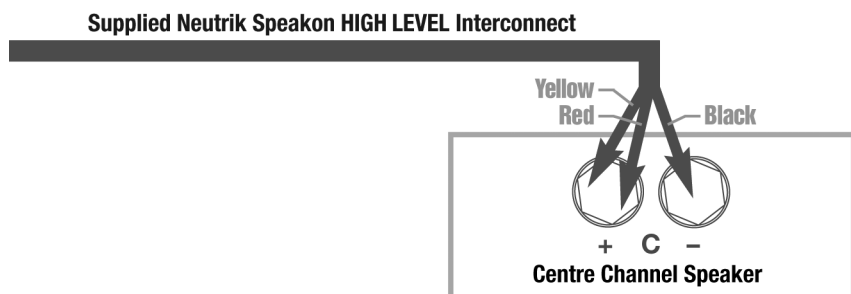 Supplied Neutrik Speakon HIGH LEVEL Interconnect
Yellow
Red
Black
+ C –
Centre Channel Speaker